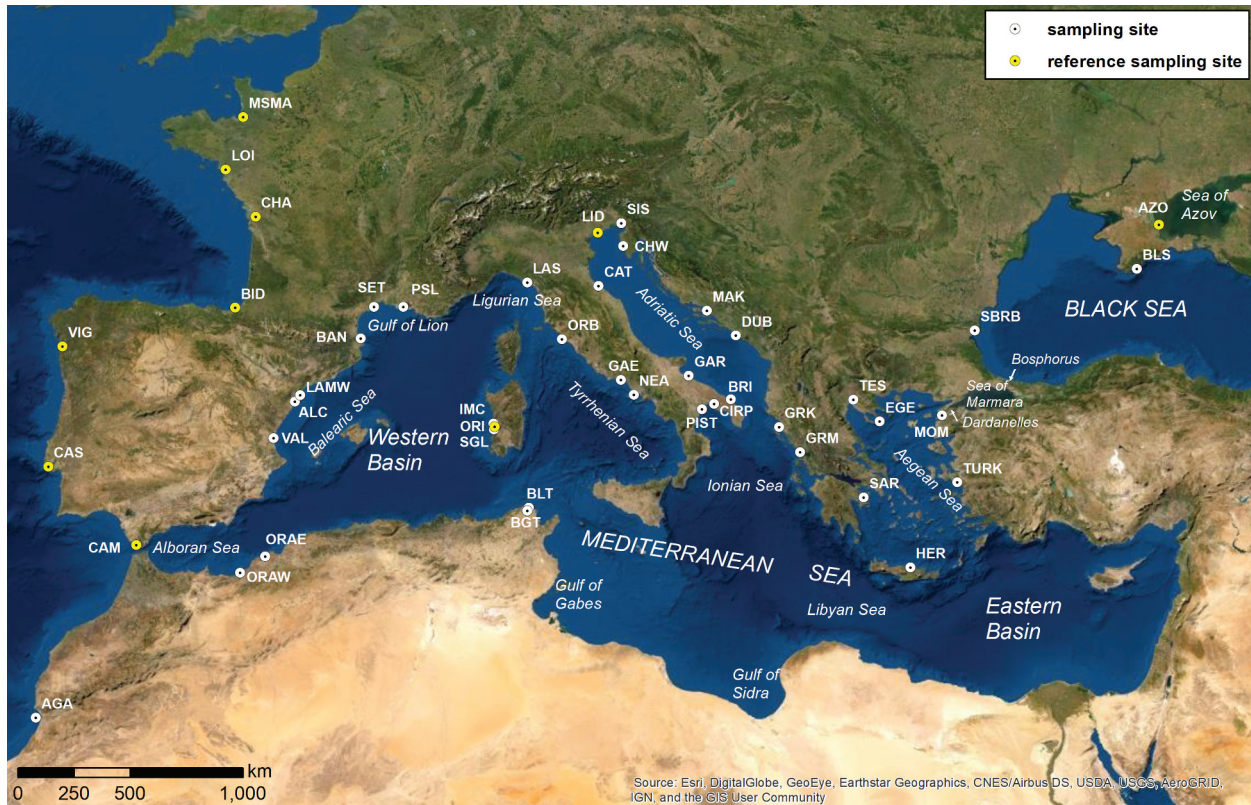 sampling site
reference sampling site
MSMA
LOI
CHA
BID
VIG
CAS
CAM
AGA
SET
PSL
Gulf of Lion
BAN
LAMW
ALC
VAL
Balearic Sea
Western
Basin
Alboran Sea
ORAE
ORAW
LID
SIS
CHW
CAT
LAS
Ligurian Sea
Adriatic Sea
MAK
DUB
ORB
GAE
NEA
GAR
BRI
CIRP
PIST
Tyrrhenian Sea
IMC
ORI
SGL
BLT
BGT
GRK
GRM
Ionian Sea
MEDITERRANEAN
SEA
Gulf of
Gabes
Libyan Sea
Gulf of
Sidra
Eastern
Basin
TES
EGE
MOM
Aegean Sea
TURK
SAR
HER
AZO
Sea of
Azov
BLS
BLACK SEA
SBRB
Bosphorus
Sea of
Marmara
Dardanelles
km
0 250 500 1,000
Source: Esri, DigitalGlobe, GeoEye, Earthstar Geographics, CNES/Airbus DS, USDA, USGS, AeroGRID,
IGN, and the GIS User Community